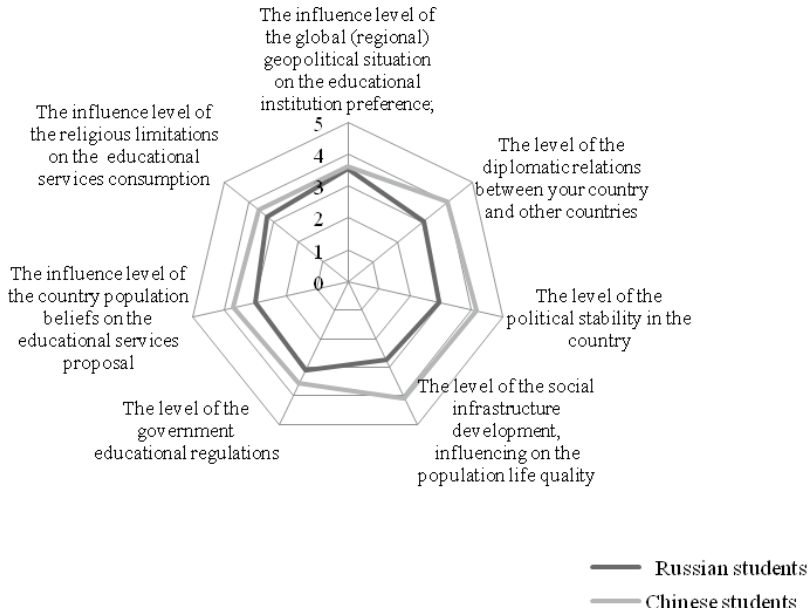 The influence level of
the global (regional)
geopolitical situation
on the educational
institution preference;
The influence level of
the religious limitations
on the educational
services consumption
The level of the
diplomatic relations
between your country
and other countries
5
4
3
2
1
0
The influence level of
the country population
beliefs on the
educational services
proposal
The level of the
political stability in the
country
The level of the
government
educational regulations
The level of the social
infrastructure
development,
influencing on the
population life quality
Russian students
Chinese students